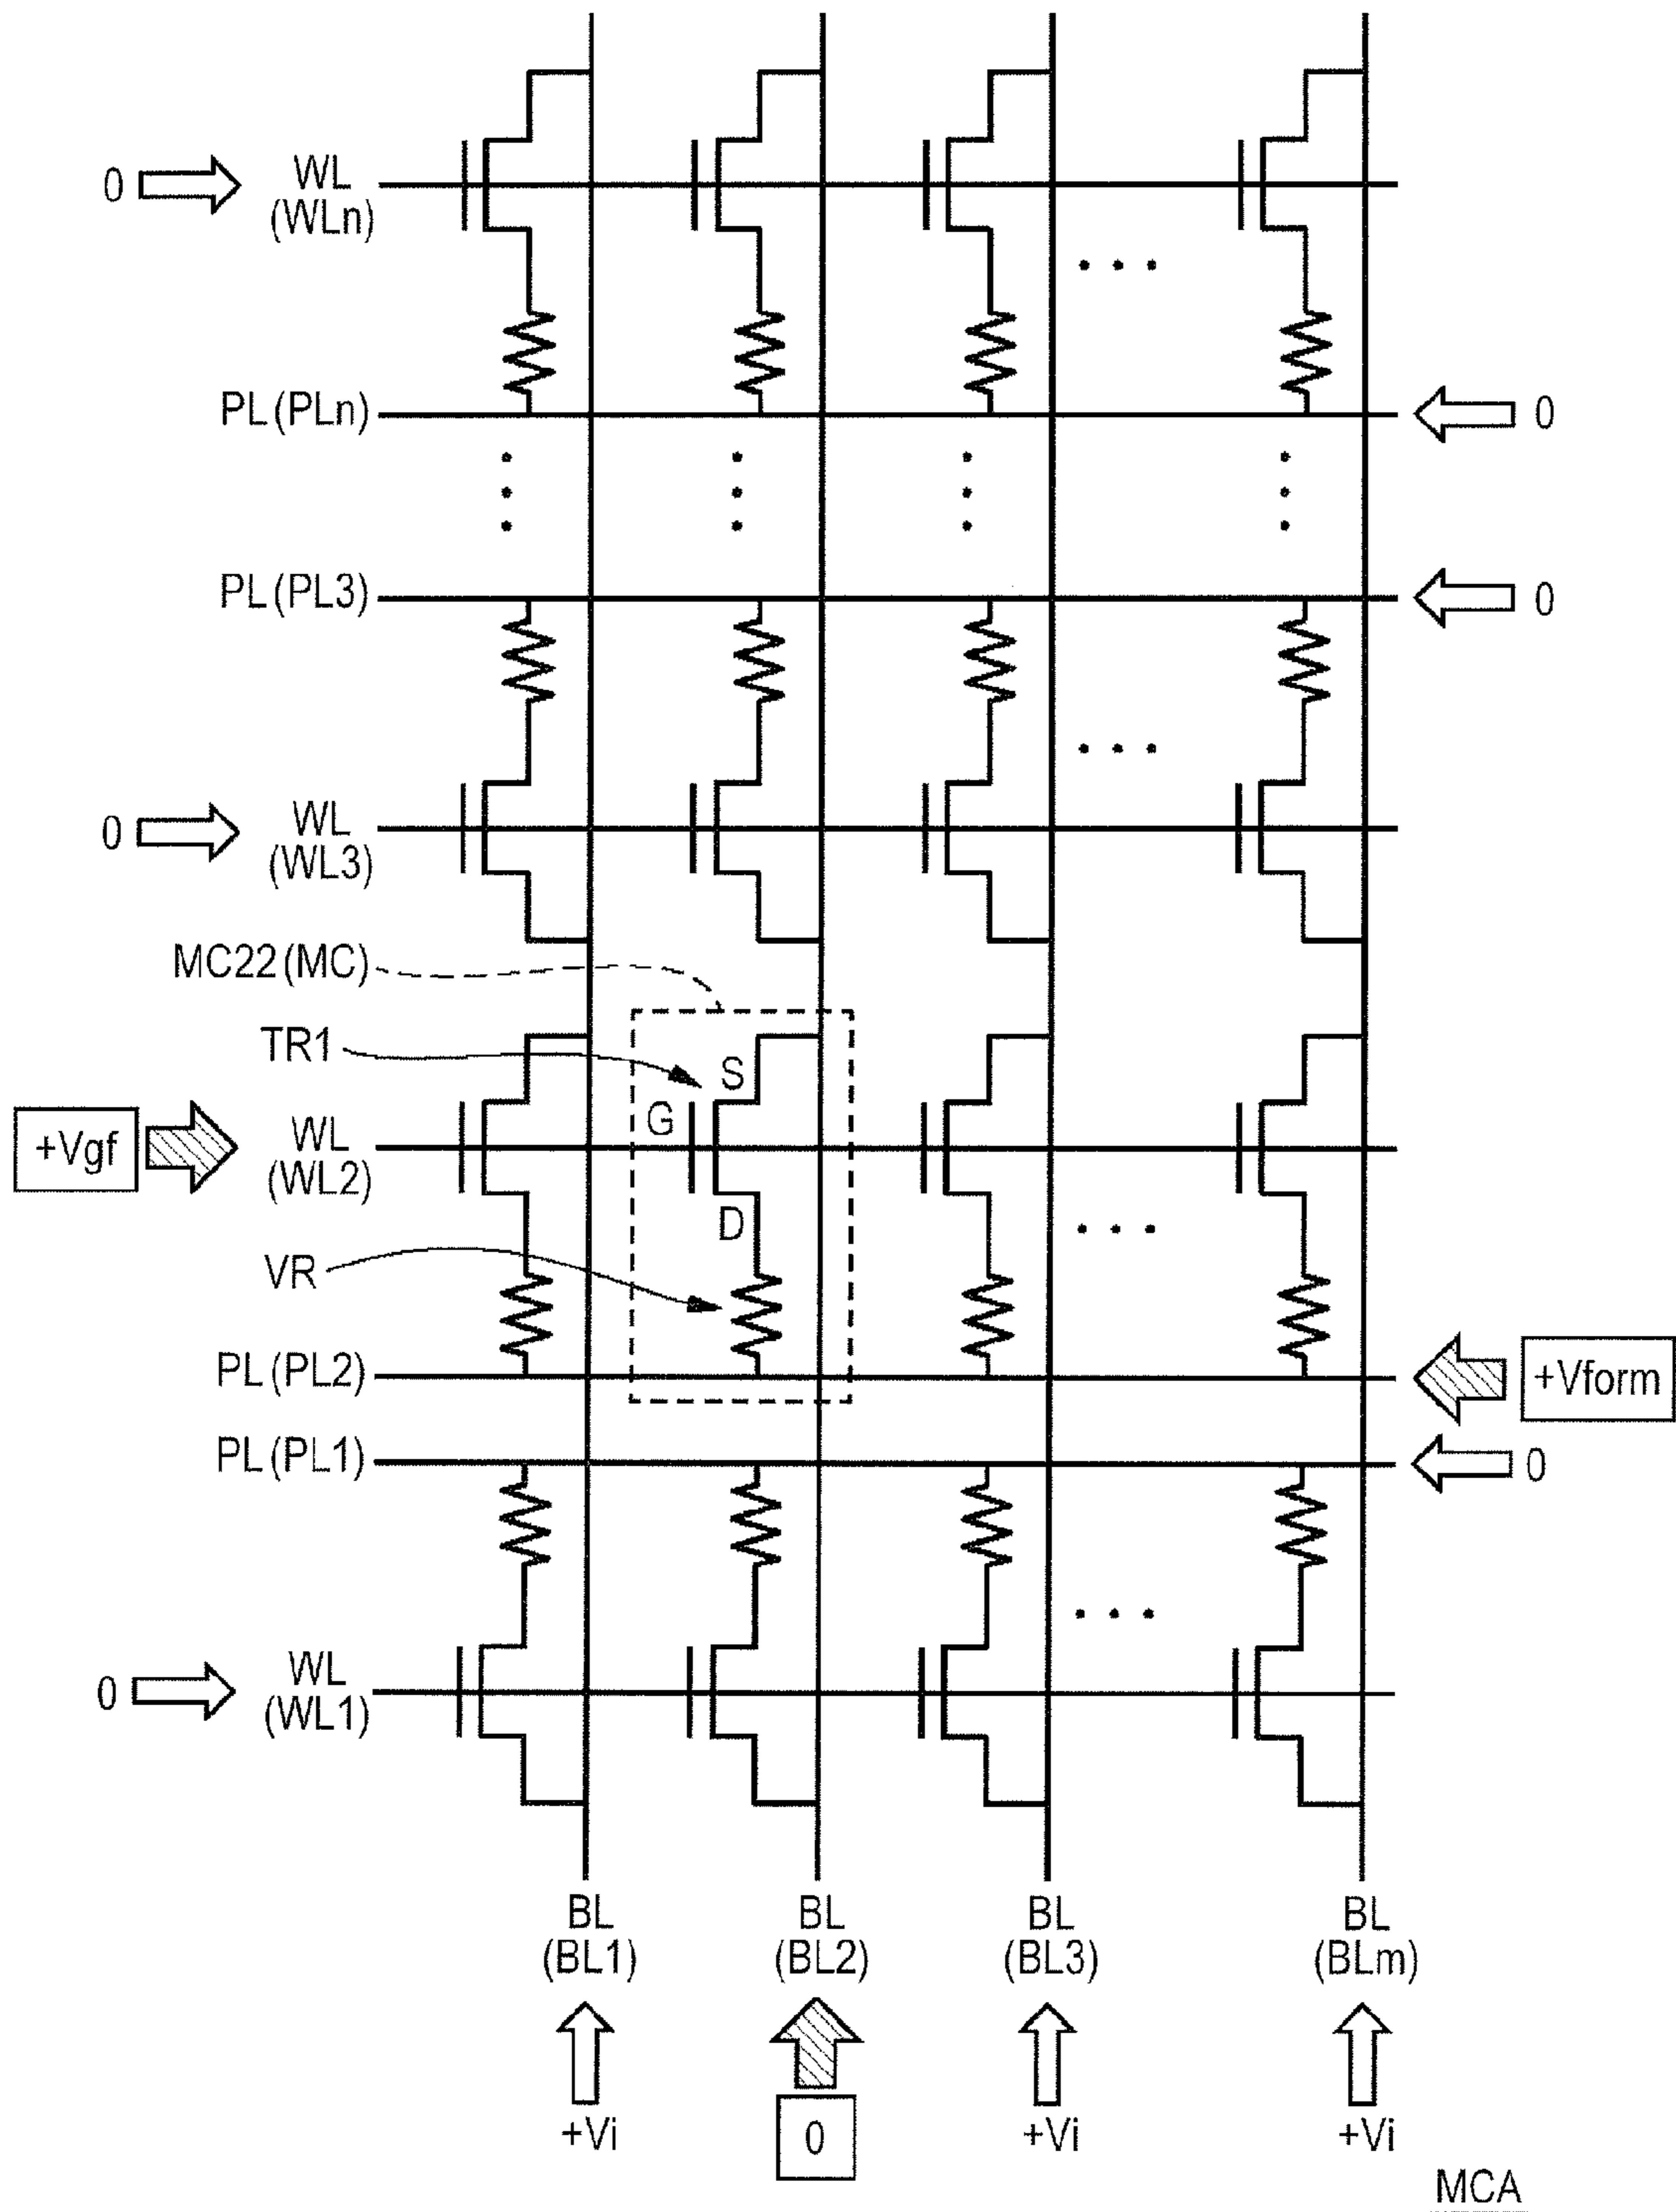 0
WL
(WLn)
PL(PLn)
0
PL(PL3)
0
0
WL
(WL3)
MC22(MC)
TR1
S
G
+Vgf
WL
(WL2)
D
VR
PL(PL2)
+Vform
PL(PL1)
0
0
WL
(WL1)
BL
(BL1)
BL
(BL2)
BL
(BL3)
BL
(BLm)
+Vi
0
+Vi
+Vi
MCA